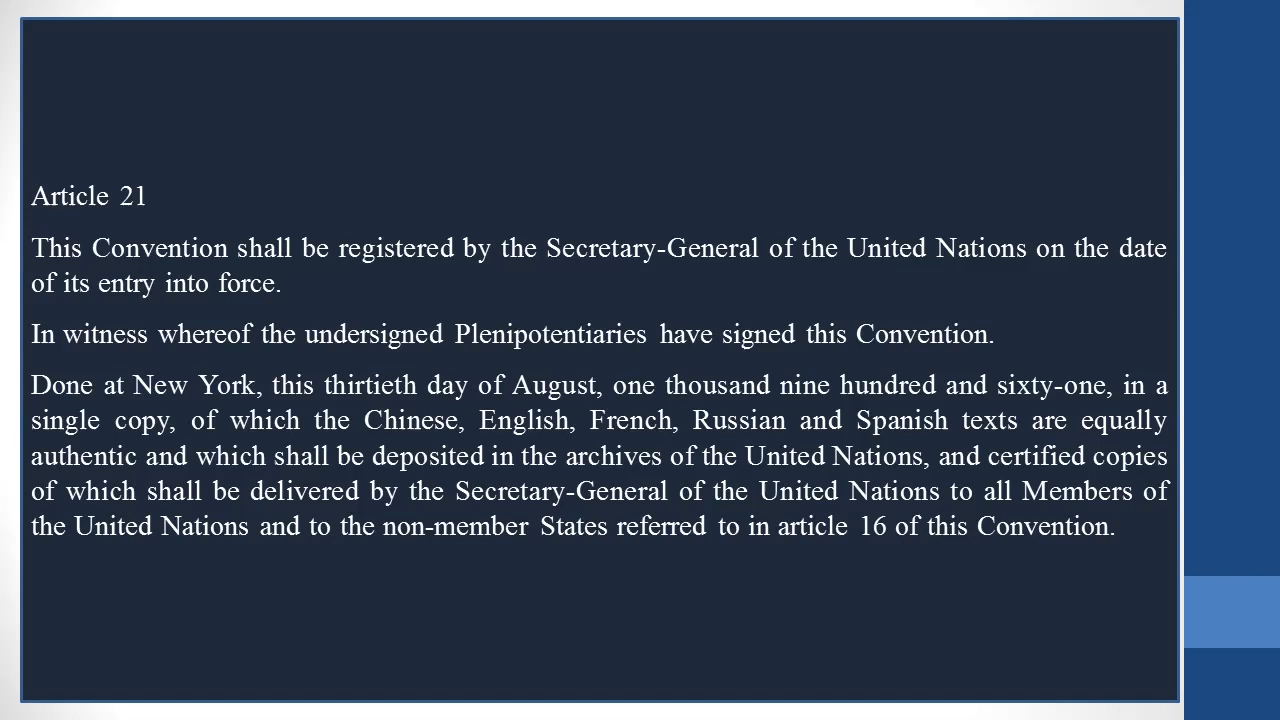 Article 21
This Convention shall be registered by the Secretary-General of the United Nations on the date
of its entry into force.
In witness whereof the undersigned Plenipotentiaries have signed this Convention.
Done at New York, this thirtieth day of August, one thousand nine hundred and sixty-one, in a
single copy, of which the Chinese, English, French, Russian and Spanish texts are equally
authentic and which shall be deposited in the archives of the United Nations, and certified copies
of which shall be delivered by the Secretary-General of the United Nations to all Members of
the United Nations and to the non-member States referred to in article 16 of this Convention.